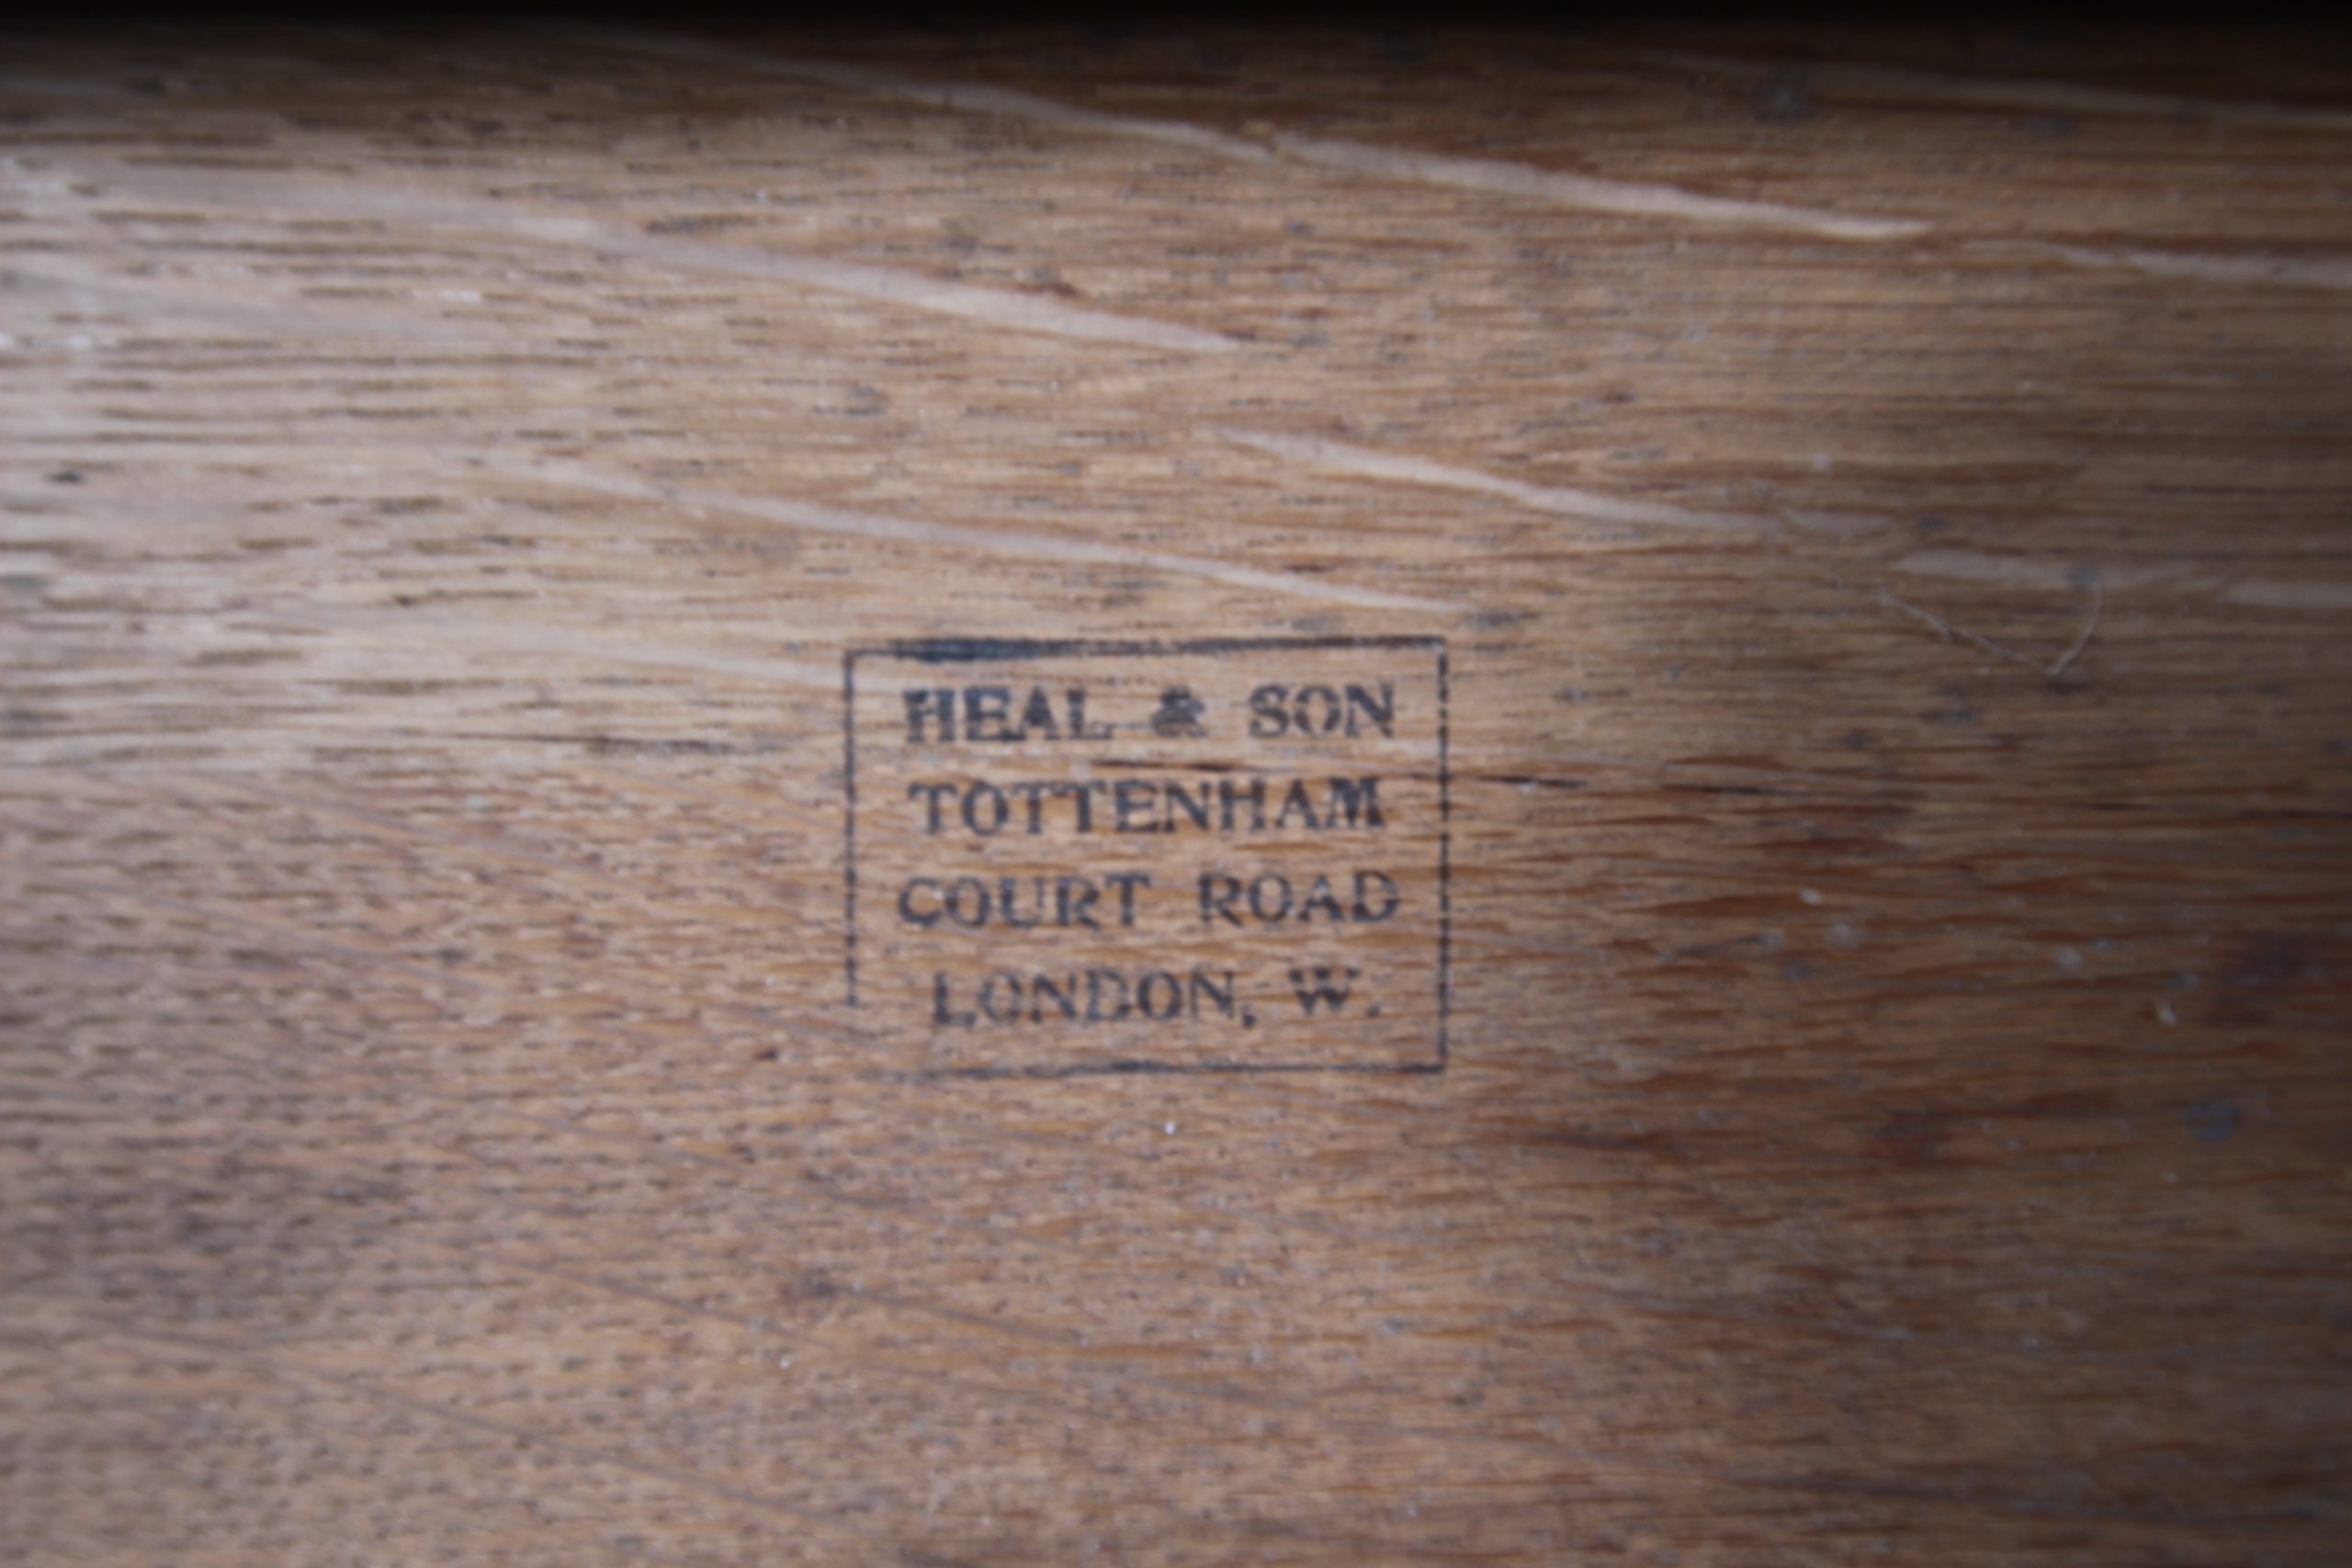 HEAL & SON
TOTTENHAM
COURT ROAD
LONDON, W.